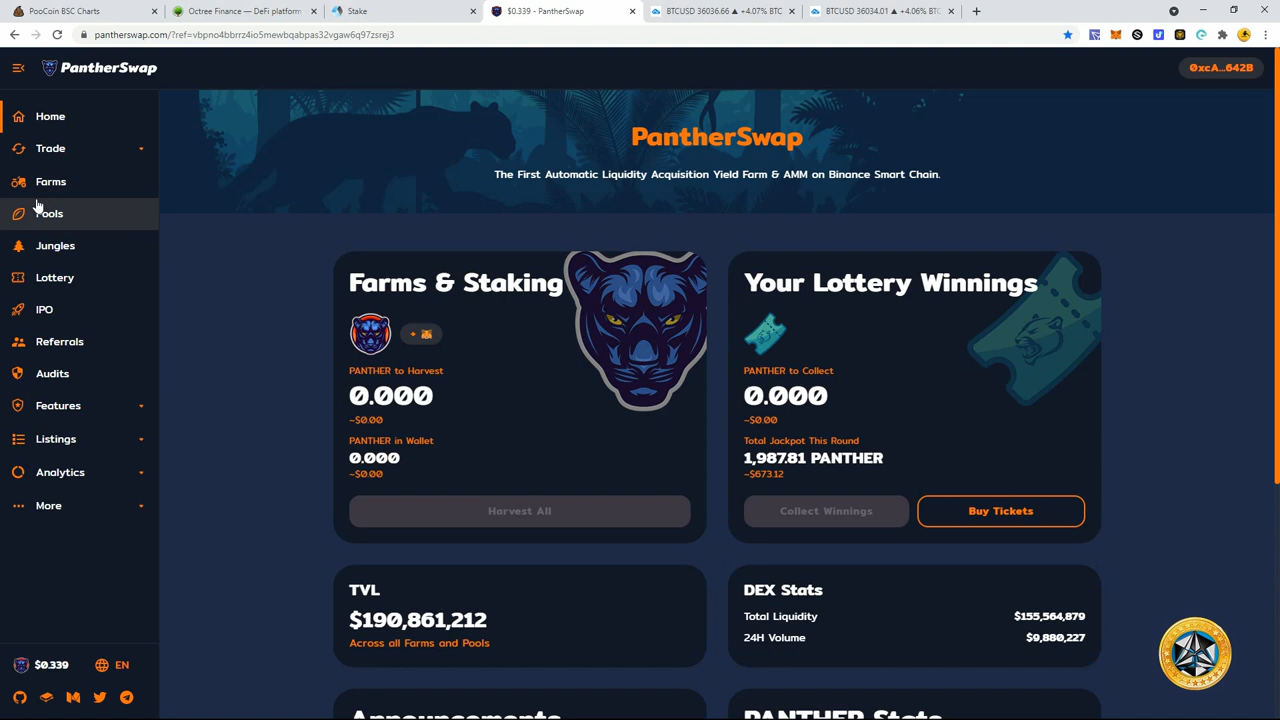 PooCoin BSC Charts
Octree Finance — DeFi platform
Stake
$0.339 - PantherSwap
BTCUSD 36036.66 ▲ +4.07% BTC
BTCUSD 36034.01 ▲ +4.06% BTC
pantherswap.com/?ref=vbpno4bbrrz4io5mewbqabpas32vgaw6q97zsrej3
PantherSwap
0xcA...642B
Home
Trade
Farms
Pools
Jungles
Lottery
IPO
Referrals
Audits
Features
Listings
Analytics
More
$0.339
EN
PantherSwap
The First Automatic Liquidity Acquisition Yield Farm & AMM on Binance Smart Chain.
Farms & Staking
+
PANTHER to Harvest
0.000
~$0.00
PANTHER in Wallet
0.000
~$0.00
Harvest All
Your Lottery Winnings
PANTHER to Collect
0.000
~$0.00
Total Jackpot This Round
1,987.81 PANTHER
~$673.12
Collect Winnings
Buy Tickets
TVL
$190,861,212
Across all Farms and Pools
DEX Stats
Total Liquidity $155,564,879
24H Volume $9,880,227
Announcements
PANTHER Stats